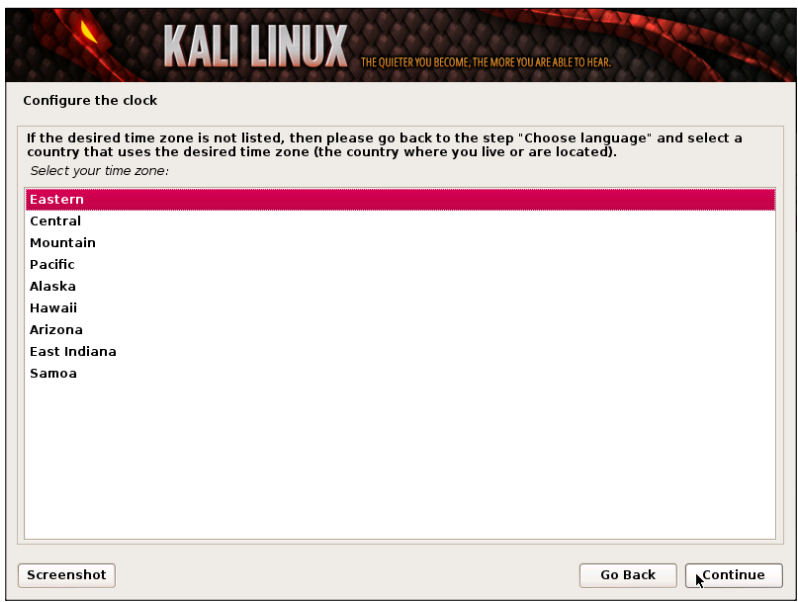 KALI LINUX THE QUIETER YOU BECOME, THE MORE YOU ARE ABLE TO HEAR.
Configure the clock
If the desired time zone is not listed, then please go back to the step "Choose language" and select a
country that uses the desired time zone (the country where you live or are located).
Select your time zone:
Eastern
Central
Mountain
Pacific
Alaska
Hawaii
Arizona
East Indiana
Samoa
Screenshot Go Back Continue